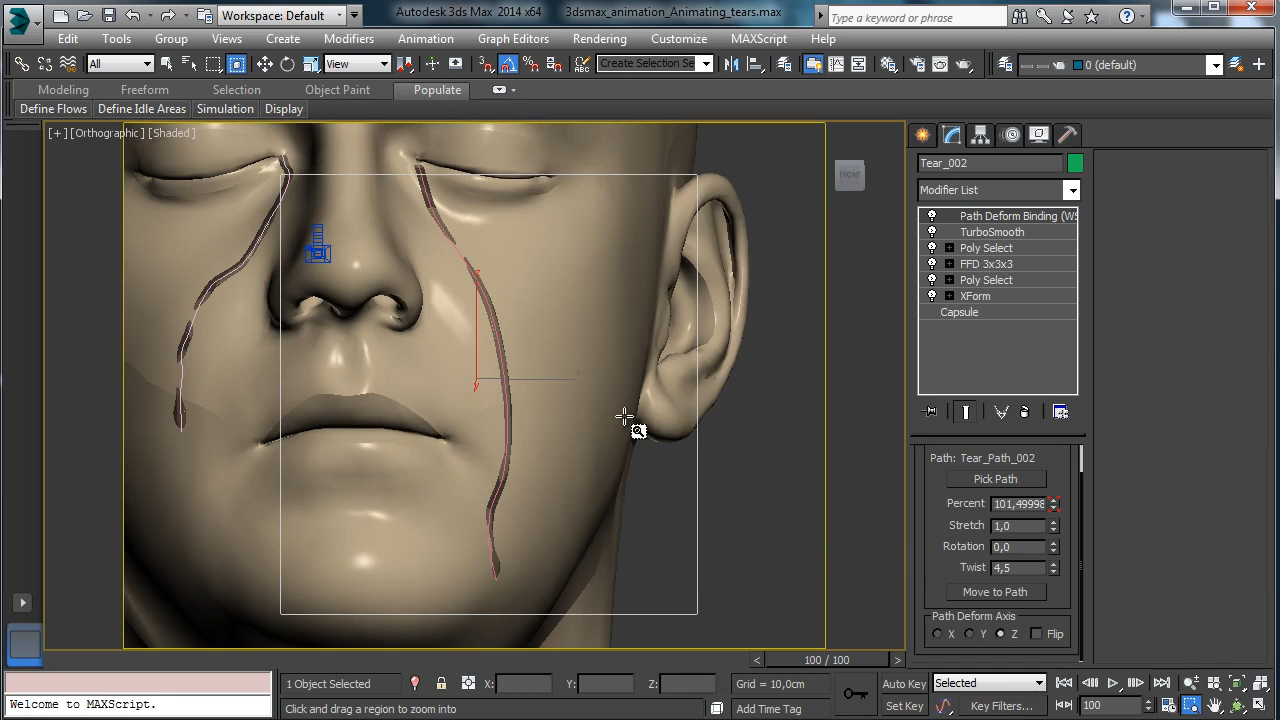 Workspace: Default
Autodesk 3ds Max 2014 x64 3dsmax_animation_Animating_tears.max
Type a keyword or phrase
Edit Tools Group Views Create Modifiers Animation Graph Editors Rendering Customize MAXScript Help
All View Create Selection Se 0 (default)
Modeling Freeform Selection Object Paint Populate
Define Flows Define Idle Areas Simulation Display
[+] [Orthographic] [Shaded]
FRONT
Tear_002
Modifier List
Path Deform Binding (WS
TurboSmooth
Poly Select
FFD 3x3x3
Poly Select
XForm
Capsule
z
x
y
Path: Tear_Path_002
Pick Path
Percent 101,49998
Stretch 1,0
Rotation 0,0
Twist 4,5
Move to Path
Path Deform Axis
X Y Z Flip
< 100 / 100 >
1 Object Selected X: Y: Z: Grid = 10,0cm Auto Key Selected
Welcome to MAXScript. Click and drag a region to zoom into Add Time Tag Set Key Key Filters... 100